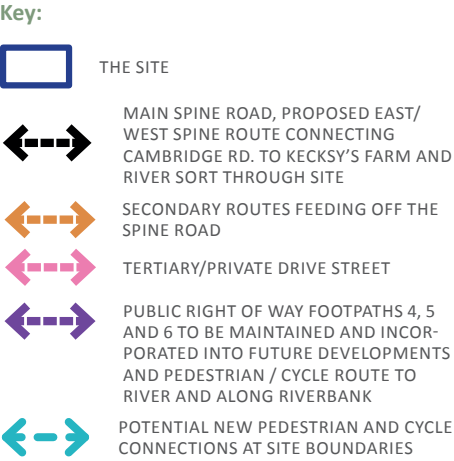 Key:
THE SITE
MAIN SPINE ROAD, PROPOSED EAST/
WEST SPINE ROUTE CONNECTING
CAMBRIDGE RD. TO KECKSY'S FARM AND
RIVER SORT THROUGH SITE
SECONDARY ROUTES FEEDING OFF THE
SPINE ROAD
TERTIARY/PRIVATE DRIVE STREET
PUBLIC RIGHT OF WAY FOOTPATHS 4, 5
AND 6 TO BE MAINTAINED AND INCOR-
PORATED INTO FUTURE DEVELOPMENTS
AND PEDESTRIAN / CYCLE ROUTE TO
RIVER AND ALONG RIVERBANK
POTENTIAL NEW PEDESTRIAN AND CYCLE
CONNECTIONS AT SITE BOUNDARIES